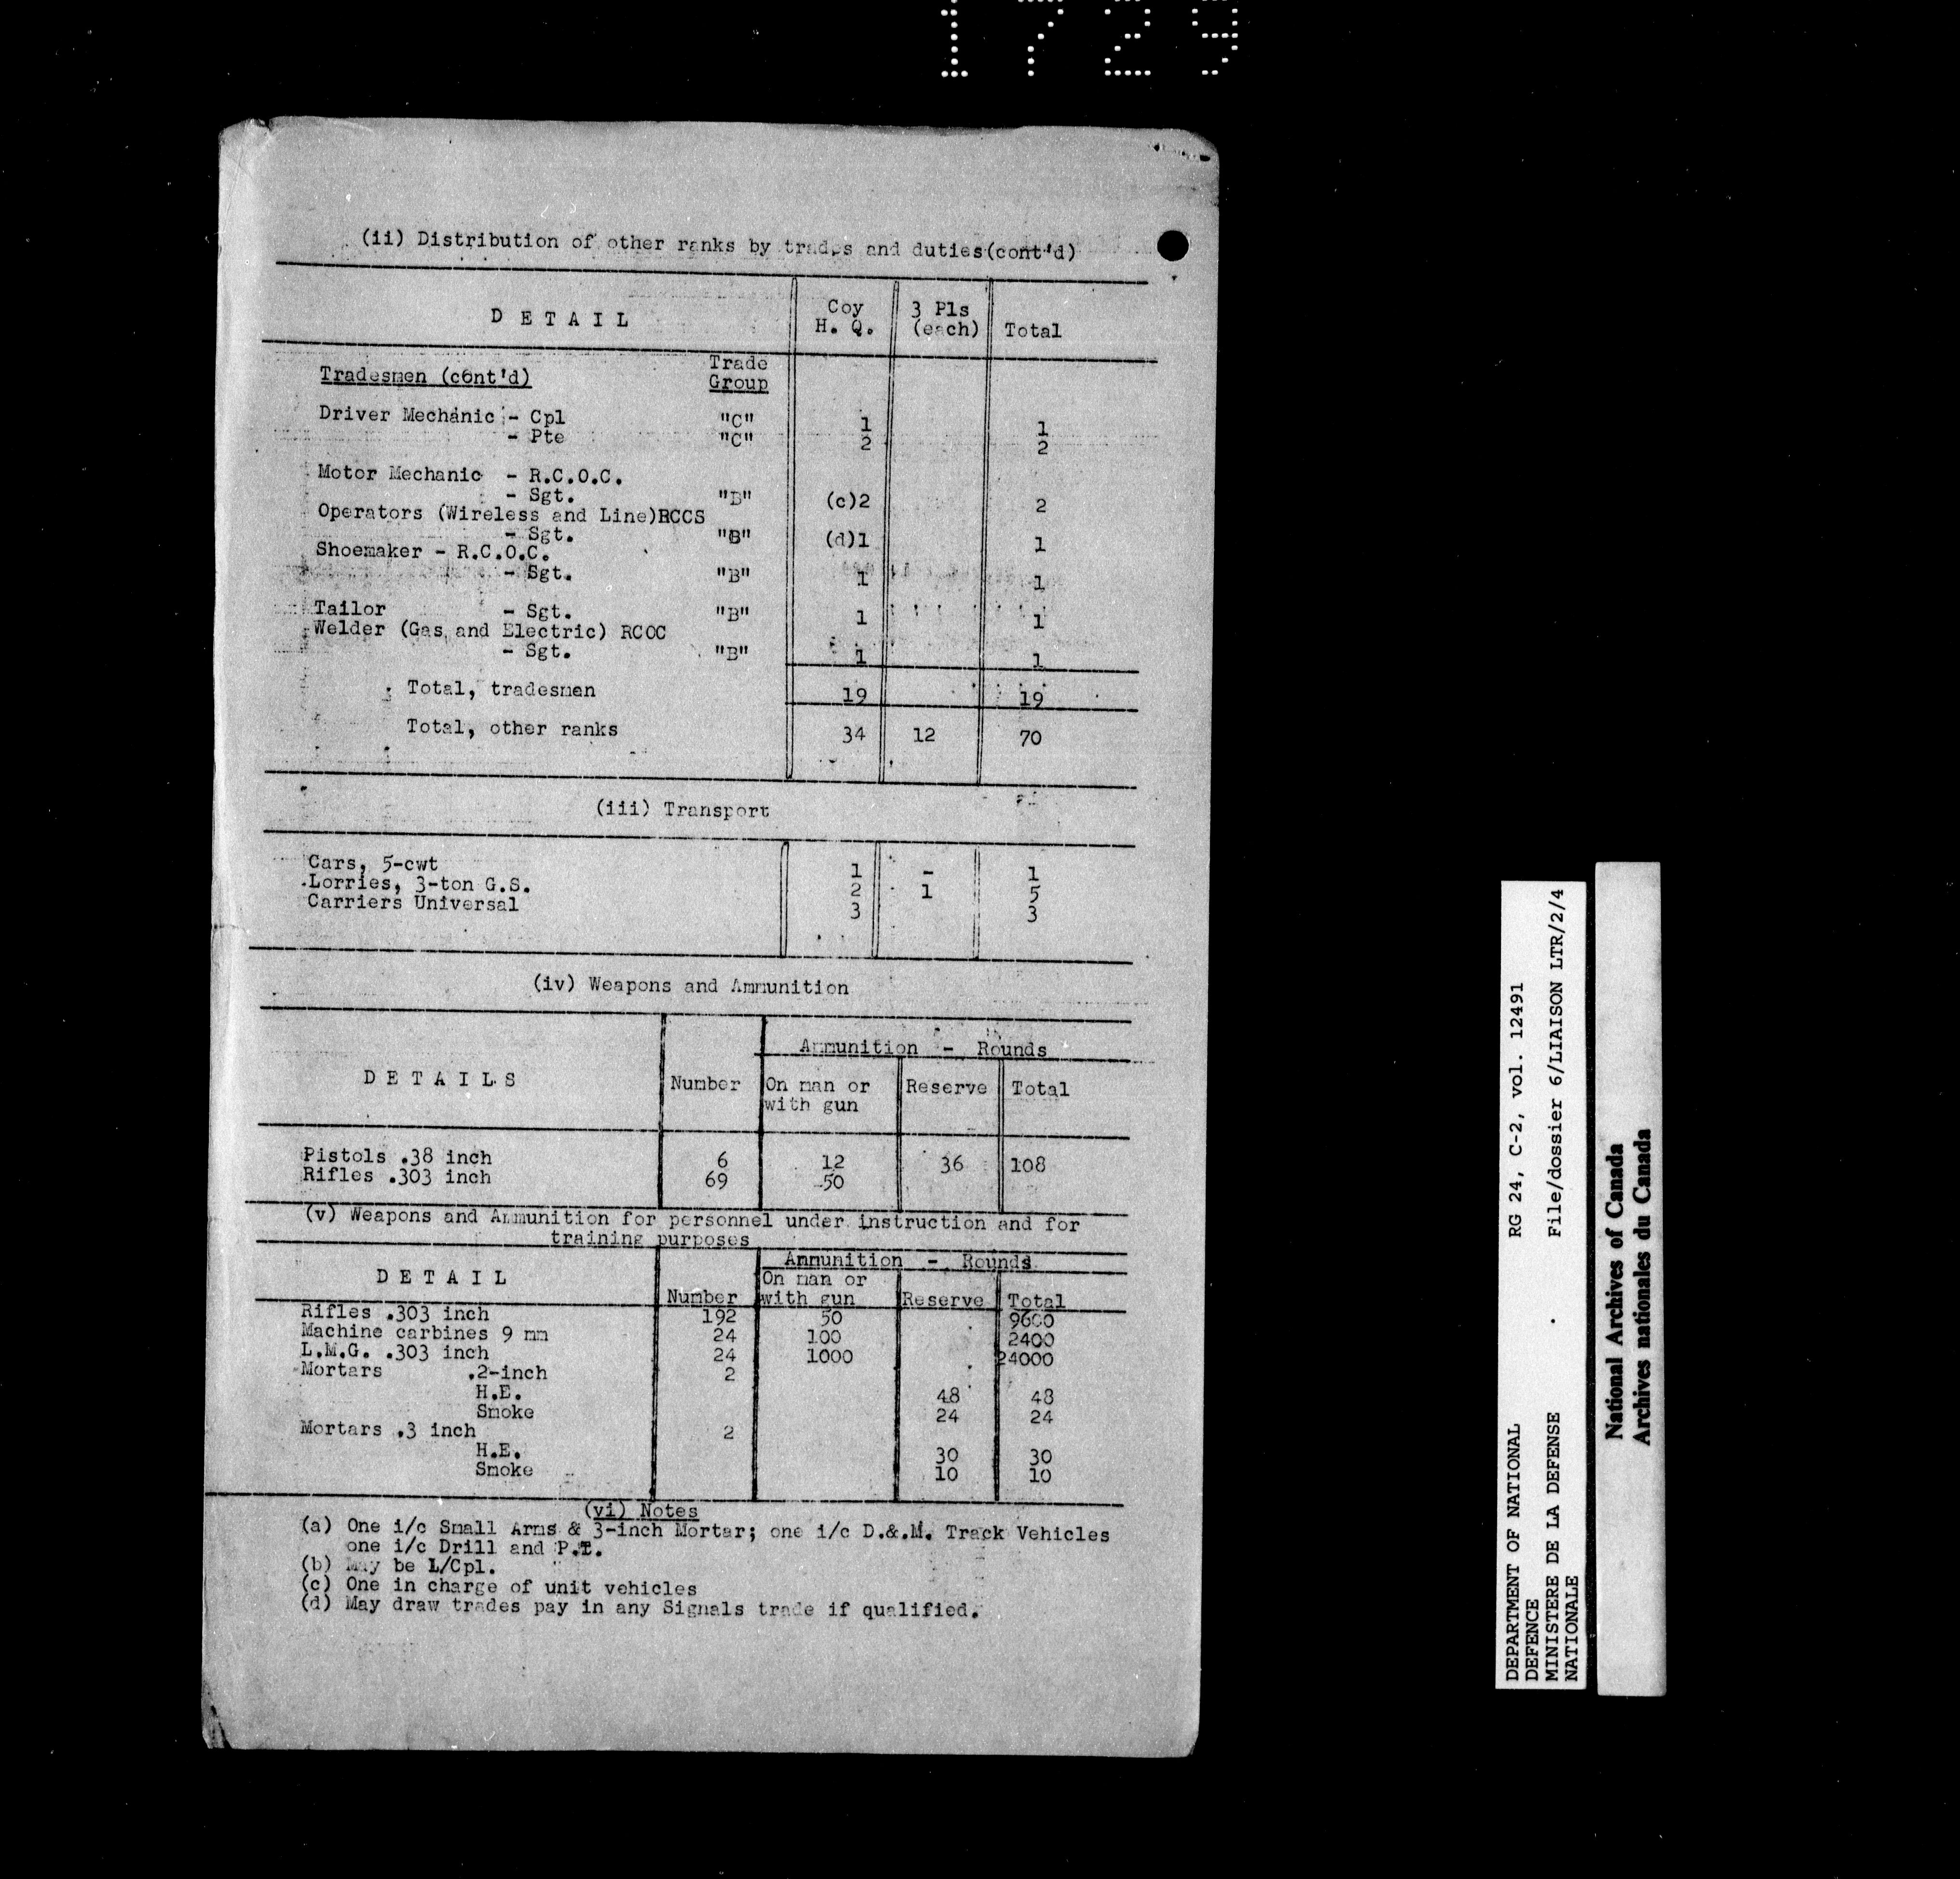 1729
(ii) Distribution of other ranks by trades and duties(cont'd)
D E T A I L   Coy H. Q.   3 Pls (each)   Total
Tradesmen (cont'd)   Trade Group
Driver Mechanic - Cpl   "C"   1   1
- Pte   "C"   2   2
Motor Mechanic - R.C.O.C.
- Sgt.   "B"   (c)2   2
Operators (Wireless and Line)RCCS
- Sgt.   "B"   (d)1   1
Shoemaker - R.C.O.C.
- Sgt.   "B"   1   1
Tailor - Sgt.   "B"   1   1
Welder (Gas and Electric) RCOC
- Sgt.   "B"   1   1
Total, tradesmen   19   19
Total, other ranks   34   12   70
(iii) Transport
Cars, 5-cwt   1   -   1
Lorries, 3-ton G.S.   2   1   5
Carriers Universal   3   3
(iv) Weapons and Ammunition
Ammunition - Rounds
D E T A I L S   Number   On man or with gun   Reserve   Total
Pistols .38 inch   6   12   36   108
Rifles .303 inch   69   50
(v) Weapons and Ammunition for personnel under instruction and for
training purposes
Ammunition - Rounds
D E T A I L   Number   On man or with gun   Reserve   Total
Rifles .303 inch   192   50   9600
Machine carbines 9 mm   24   100   2400
L.M.G. .303 inch   24   1000   24000
Mortars .2-inch   2
H.E.   48   48
Smoke   24   24
Mortars .3 inch   2
H.E.   30   30
Smoke   10   10
(vi) Notes
(a) One i/c Small Arms & 3-inch Mortar; one i/c D.&.M. Track Vehicles
one i/c Drill and P.T.
(b) May be L/Cpl.
(c) One in charge of unit vehicles
(d) May draw trades pay in any Signals trade if qualified.
DEPARTMENT OF NATIONAL   RG 24, C-2, vol. 12491
DEFENCE
MINISTERE DE LA DEFENSE   File/dossier 6/LIAISON LTR/2/4
NATIONALE
National Archives of Canada
Archives nationales du Canada